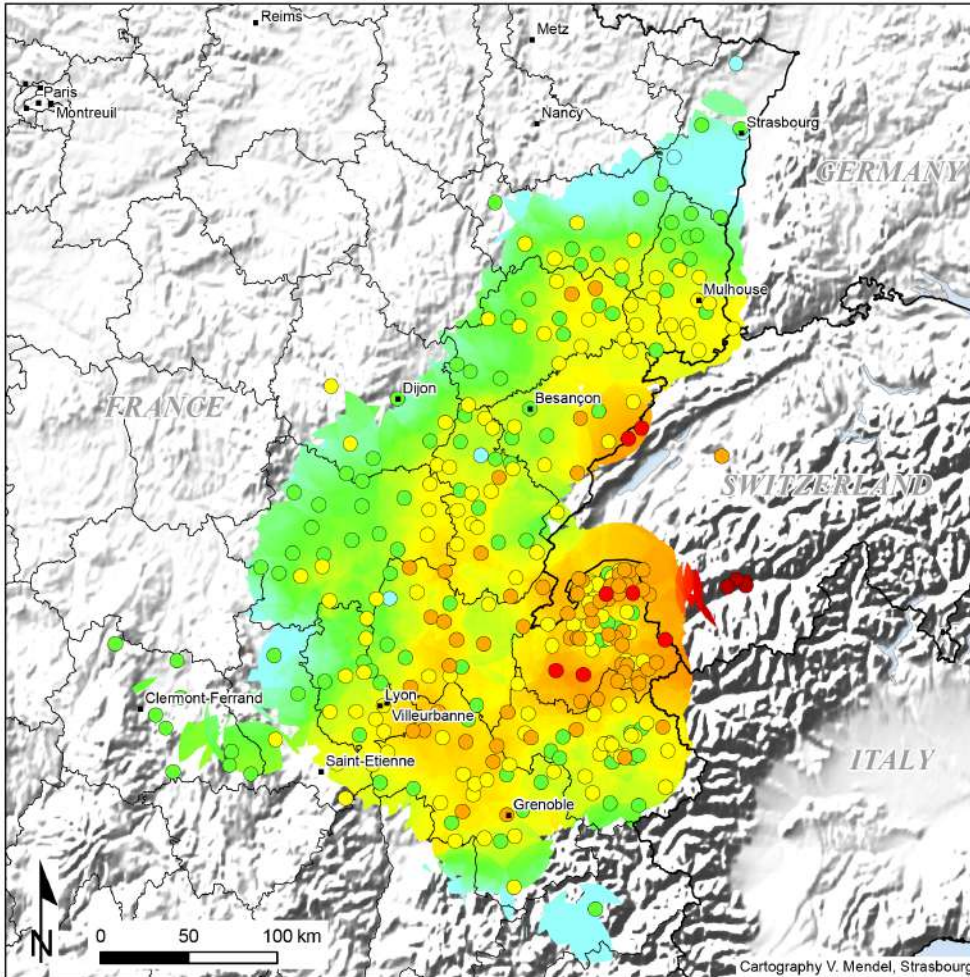 Reims
Metz
Paris
Montreuil
Nancy
Strasbourg
GERMANY
Mulhouse
Dijon
Besançon
FRANCE
SWITZERLAND
Clermont-Ferrand
Lyon
Villeurbanne
Saint-Etienne
ITALY
Grenoble
N
0 50 100 km
Cartography V. Mendel, Strasbourg